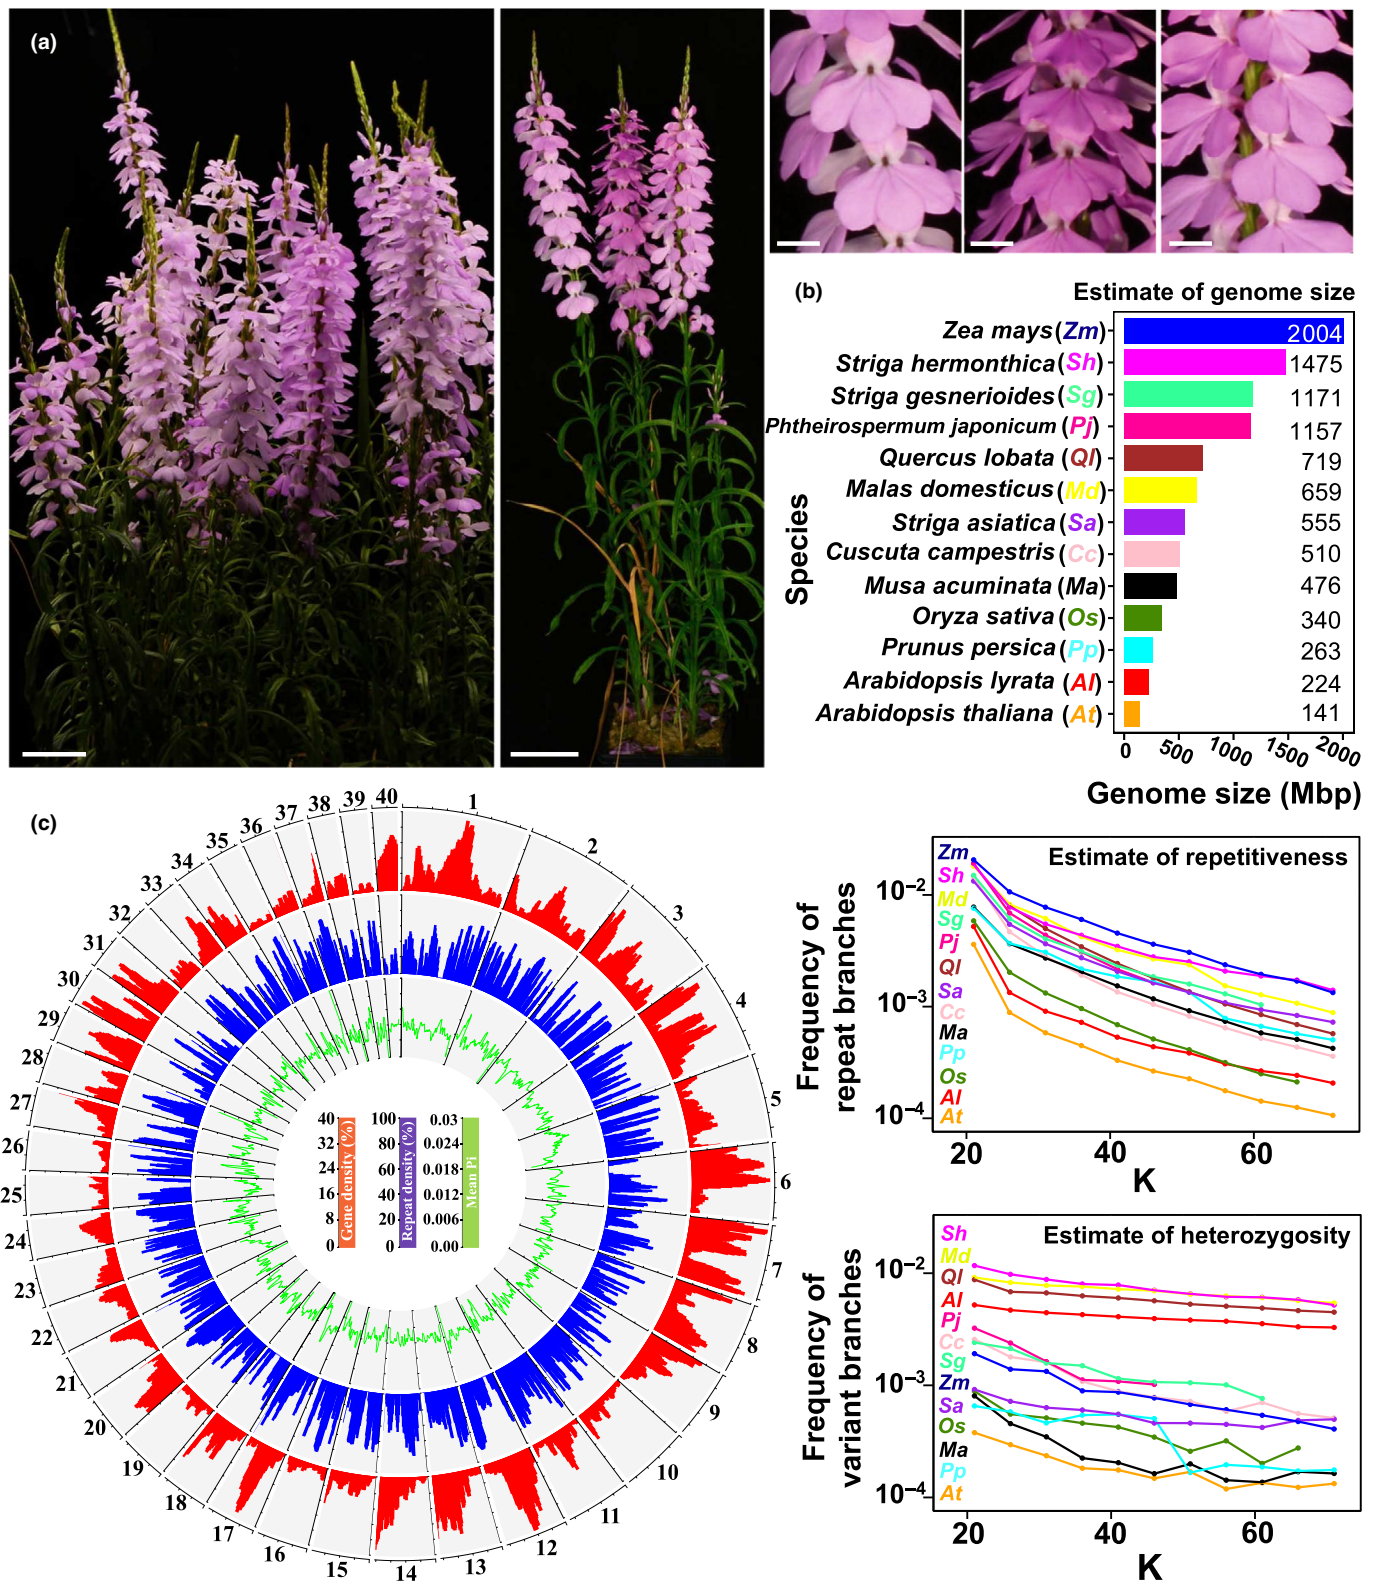 (a)
(b)
Estimate of genome size
Species
Zea mays(Zm) 2004
Striga hermonthica(Sh) 1475
Striga gesnerioides(Sg) 1171
Phtheirospermum japonicum (Pj) 1157
Quercus lobata (Ql) 719
Malas domesticus(Md) 659
Striga asiatica(Sa) 555
Cuscuta campestris(Cc) 510
Musa acuminata (Ma) 476
Oryza sativa (Os) 340
Prunus persica(Pp) 263
Arabidopsis lyrata (Al) 224
Arabidopsis thaliana (At) 141
0 500 1000 1500 2000
Genome size (Mbp)
(c)
1
2
3
4
5
6
7
8
9
10
11
12
13
14
15
16
17
18
19
20
21
22
23
24
25
26
27
28
29
30
31
32
33
34
35
36
37
38
39
40
40 32 24 16 8 0
Gene density (%)
100 80 60 40 20 0
Repeat density (%)
0.03 0.024 0.018 0.012 0.006 0.00
Mean Pi
Estimate of repetitiveness
Frequency of
repeat branches
10−2
10−3
10−4
Zm
Sh
Md
Sg
Pj
Ql
Sa
Cc
Ma
Pp
Os
Al
At
20 40 60
K
Estimate of heterozygosity
Frequency of
variant branches
10−2
10−3
10−4
Sh
Md
Ql
Al
Pj
Cc
Sg
Zm
Sa
Os
Ma
Pp
At
20 40 60
K